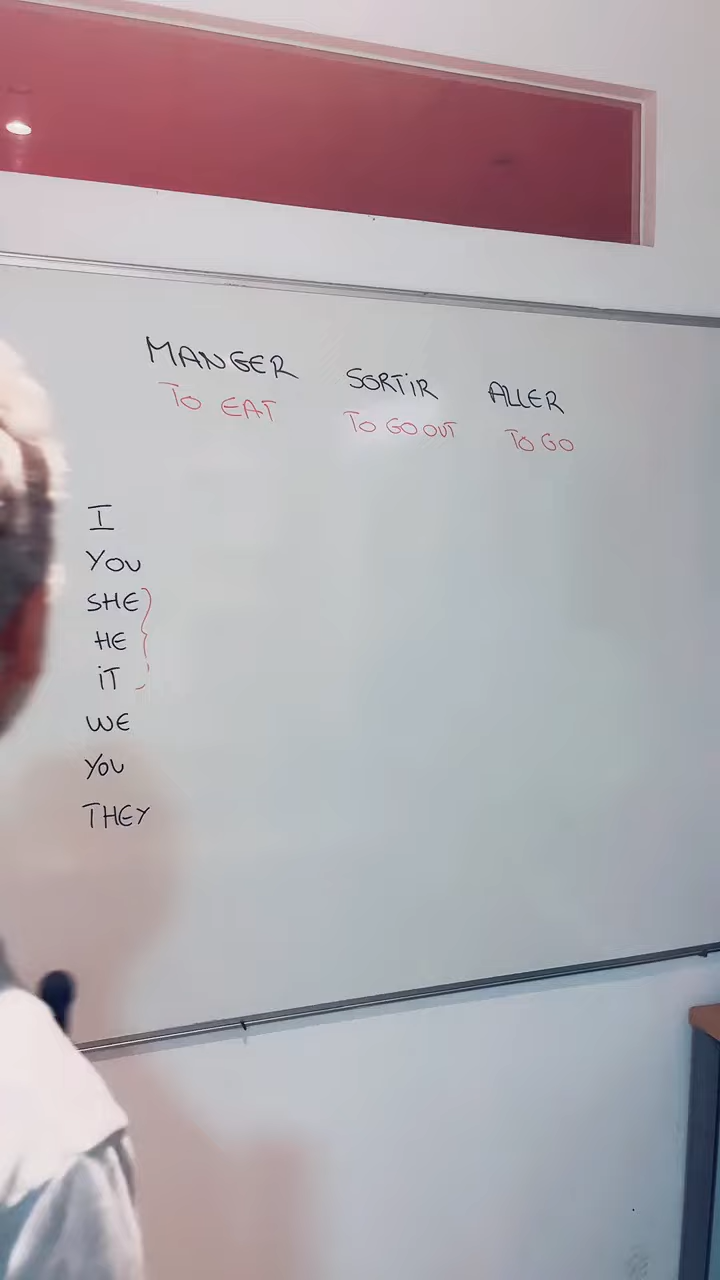 MANGER SORTIR ALLER
TO EAT TO GO OUT TO GO
I
YOU
SHE
HE
IT
WE
YOU
THEY